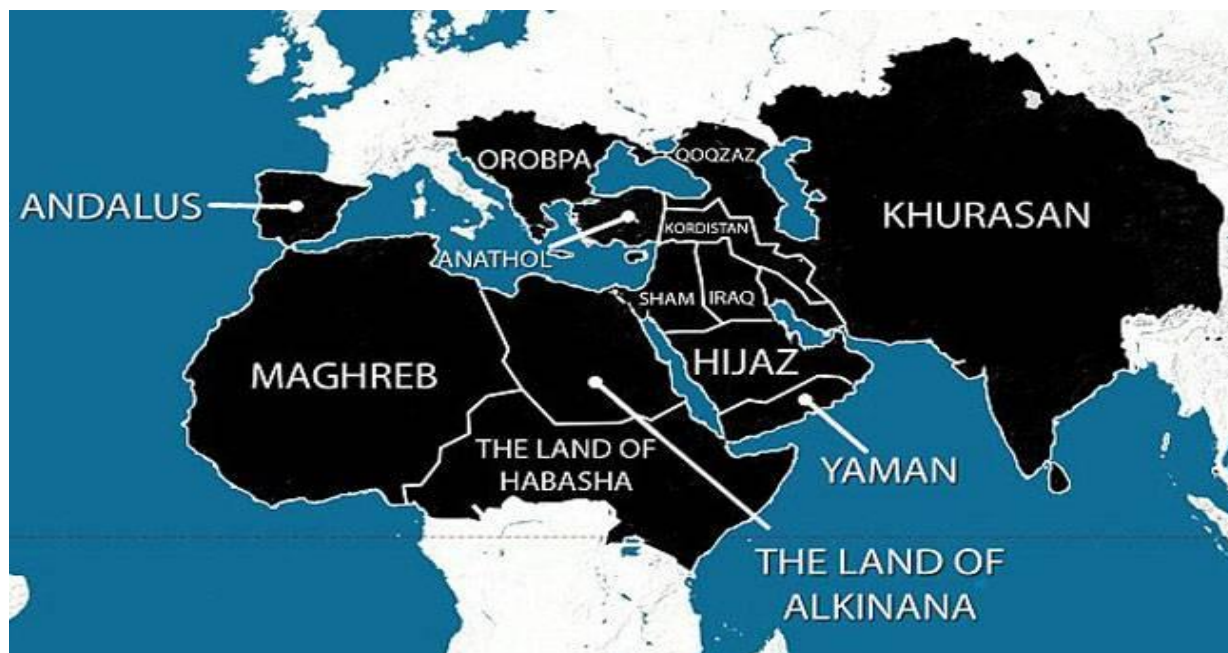 OROBPA
QOQZAZ
ANDALUS
KHURASAN
KORDISTAN
ANATHOL
SHAM
IRAQ
HIJAZ
MAGHREB
THE LAND OF
HABASHA
YAMAN
THE LAND OF
ALKINANA